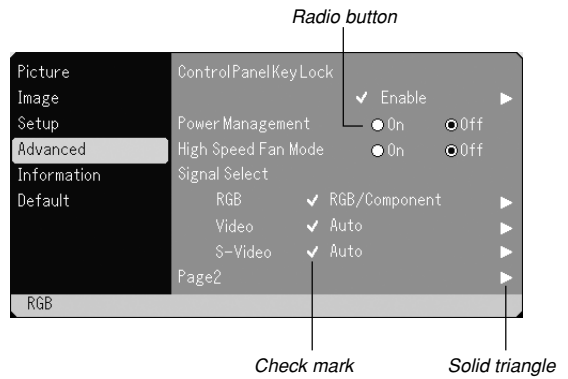 Radio button
Picture
Image
Setup
Advanced
Information
Default
ControlPanelKeyLock
Enable
Power Management
On Off
High Speed Fan Mode
On Off
Signal Select
RGB RGB/Component
Video Auto
S-Video Auto
Page2
RGB
Check mark
Solid triangle